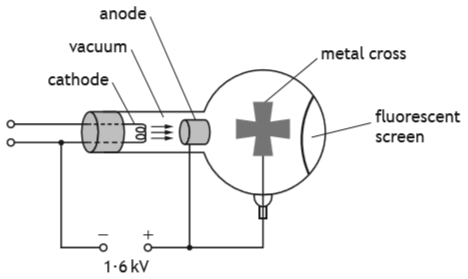 anode
vacuum
cathode
metal cross
fluorescent
screen
− +
1·6 kV